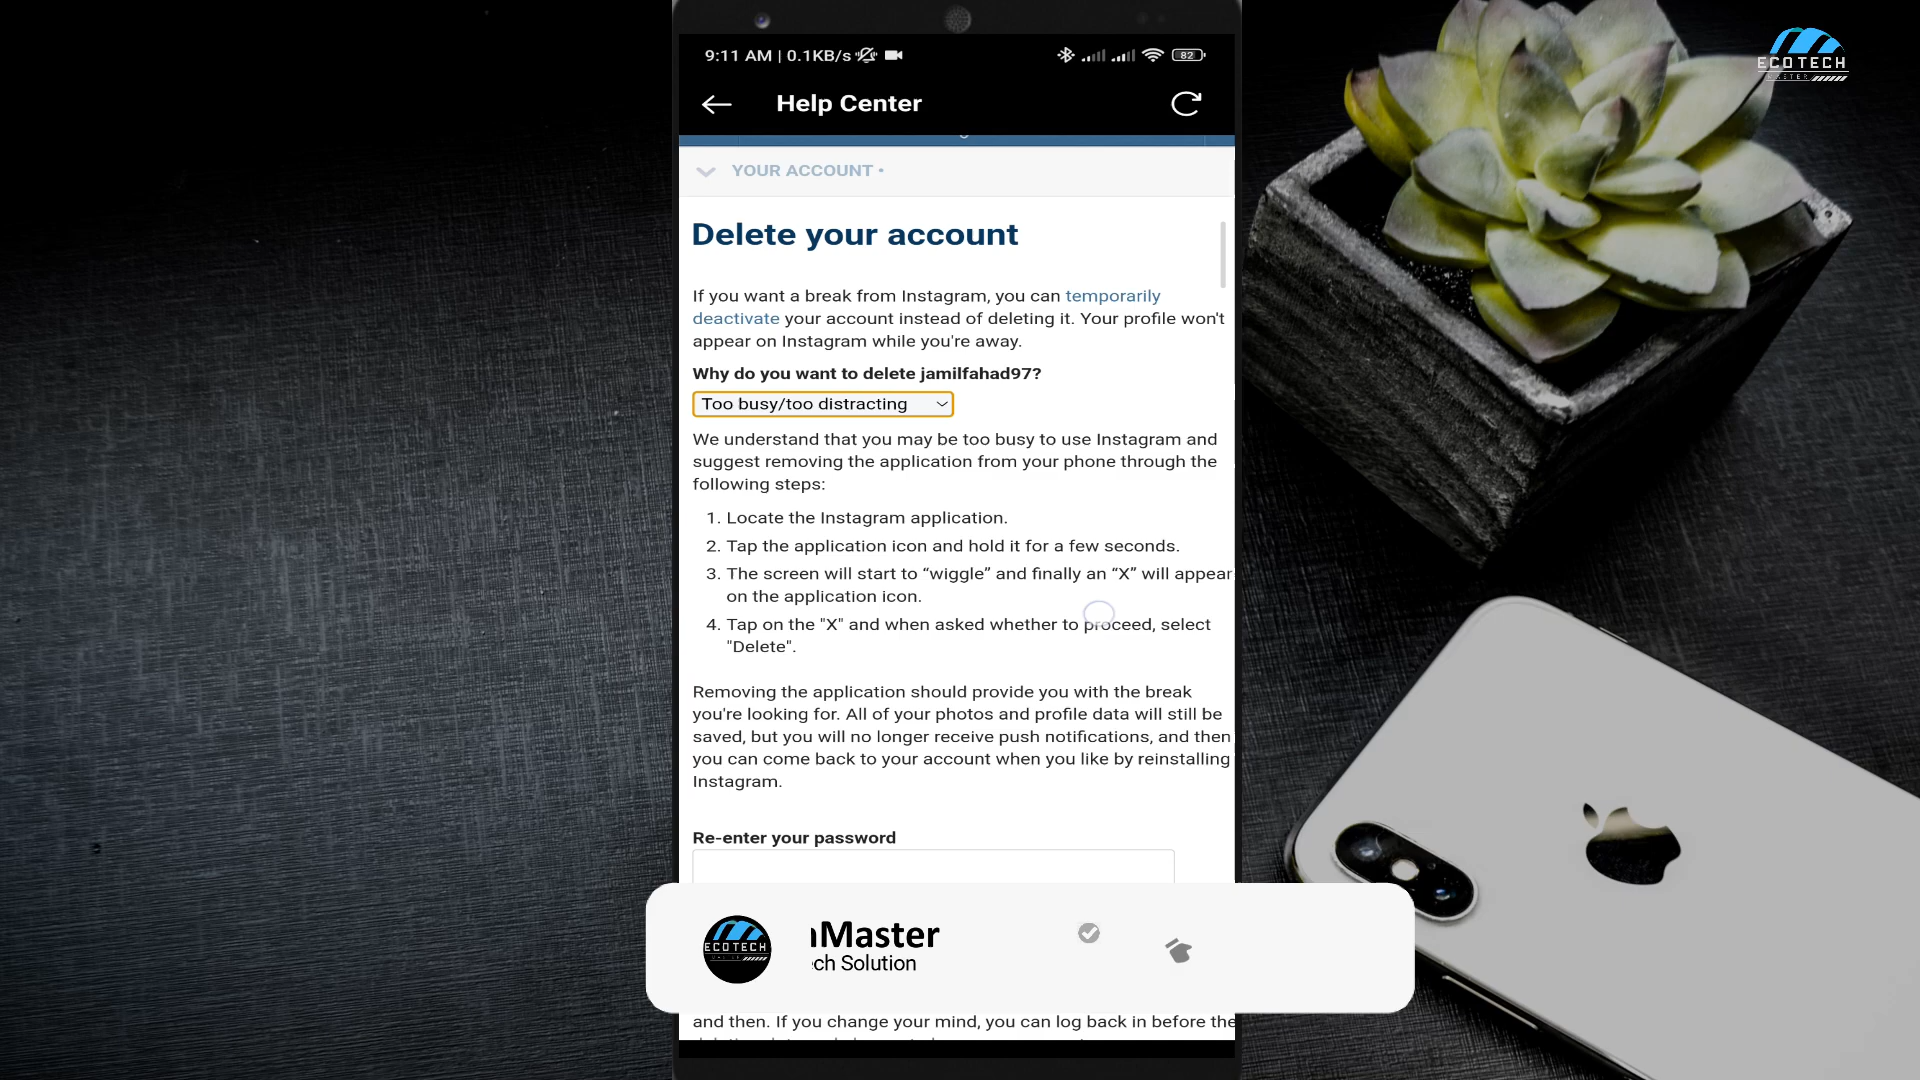 9:11 AM | 0.1KB/s
82
Help Center
ECOTECH
MASTER
YOUR ACCOUNT •
Delete your account
If you want a break from Instagram, you can temporarily
deactivate your account instead of deleting it. Your profile won't
appear on Instagram while you're away.
Why do you want to delete jamilfahad97?
Too busy/too distracting
We understand that you may be too busy to use Instagram and
suggest removing the application from your phone through the
following steps:
1. Locate the Instagram application.
2. Tap the application icon and hold it for a few seconds.
3. The screen will start to “wiggle” and finally an “X” will appear
on the application icon.
4. Tap on the "X" and when asked whether to proceed, select
"Delete".
Removing the application should provide you with the break
you're looking for. All of your photos and profile data will still be
saved, but you will no longer receive push notifications, and then
you can come back to your account when you like by reinstalling
Instagram.
Re-enter your password
ECOTECH
Master
ch Solution
and then. If you change your mind, you can log back in before the